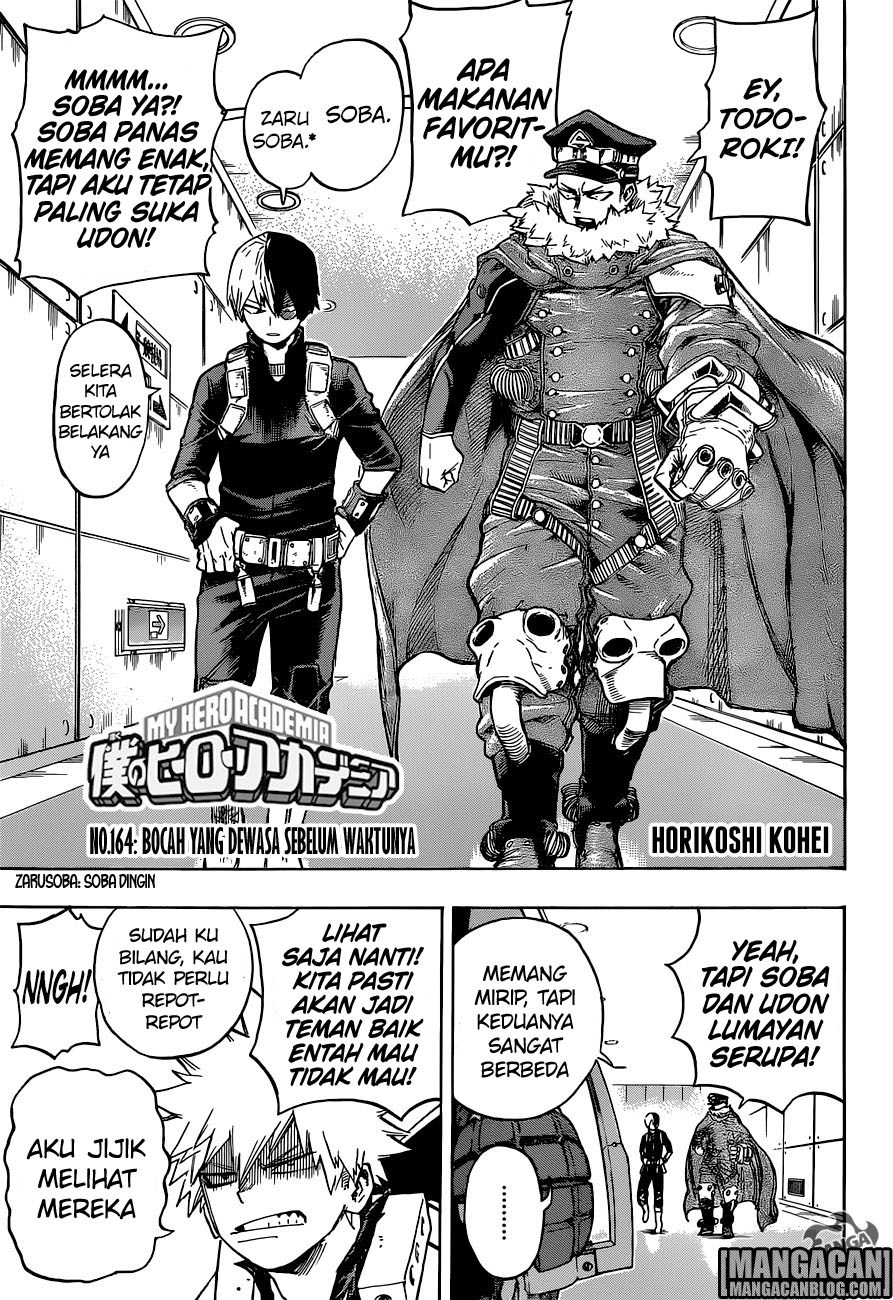 EY,
TODO-
ROKI!
APA
MAKANAN
FAVORIT-
MU?!
SOBA.
ZARU
SOBA.*
MMMM...
SOBA YA?!
SOBA PANAS
MEMANG ENAK,
TAPI AKU TETAP
PALING SUKA
UDON!
SELERA
KITA
BERTOLAK
BELAKANG
YA
MY HERO ACADEMIA
僕のヒーローアカデミア
NO.164: BOCAH YANG DEWASA SEBELUM WAKTUNYA
HORIKOSHI KOHEI
ZARUSOBA: SOBA DINGIN
YEAH,
TAPI SOBA
DAN UDON
LUMAYAN
SERUPA!
MEMANG
MIRIP, TAPI
KEDUANYA
SANGAT
BERBEDA
.........
LIHAT
SAJA NANTI!
KITA PASTI
AKAN JADI
TEMAN BAIK
ENTAH MAU
TIDAK MAU!
SUDAH KU
BILANG, KAU
TIDAK PERLU
REPOT-
REPOT
NNGH!
AKU JIJIK
MELIHAT
MEREKA
[MANGACAN]
MANGACANBLOG.COM